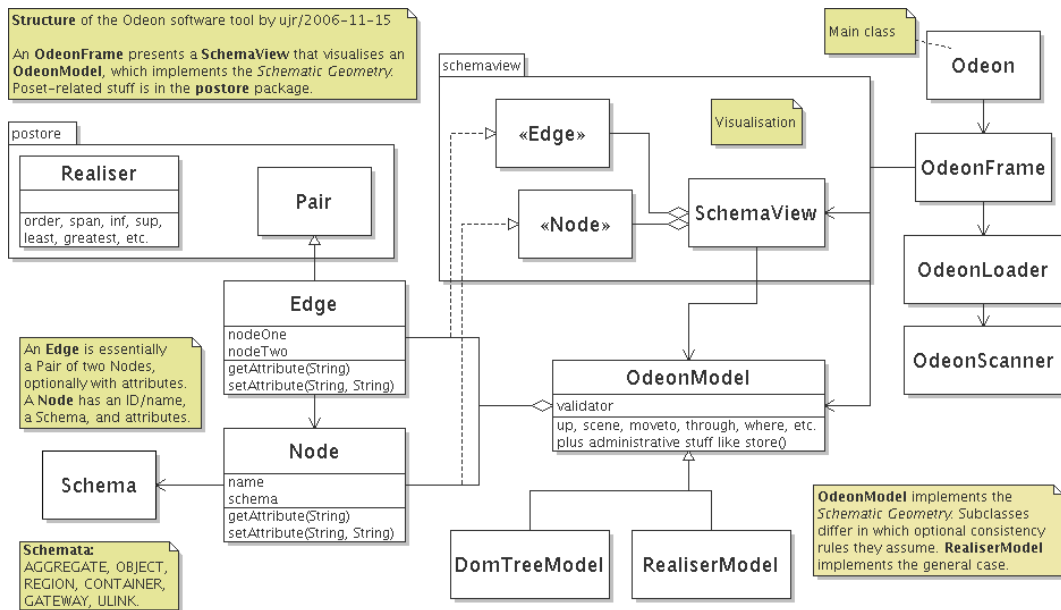 Structure of the Odeon software tool by ujr/2006-11-15
An OdeonFrame presents a SchemaView that visualises an
OdeonModel, which implements the Schematic Geometry.
Poset-related stuff is in the postore package.
Main class
Odeon
schemaview
«Edge»
Visualisation
«Node»
SchemaView
OdeonFrame
OdeonLoader
OdeonScanner
postore
Realiser
order, span, inf, sup,
least, greatest, etc.
Pair
Edge
nodeOne
nodeTwo
getAttribute(String)
setAttribute(String, String)
An Edge is essentially
a Pair of two Nodes,
optionally with attributes.
A Node has an ID/name,
a Schema, and attributes.
OdeonModel
validator
up, scene, moveto, through, where, etc.
plus administrative stuff like store()
Node
name
schema
getAttribute(String)
setAttribute(String, String)
Schema
Schemata:
AGGREGATE, OBJECT,
REGION, CONTAINER,
GATEWAY, ULINK.
DomTreeModel
RealiserModel
OdeonModel implements the
Schematic Geometry. Subclasses
differ in which optional consistency
rules they assume. RealiserModel
implements the general case.